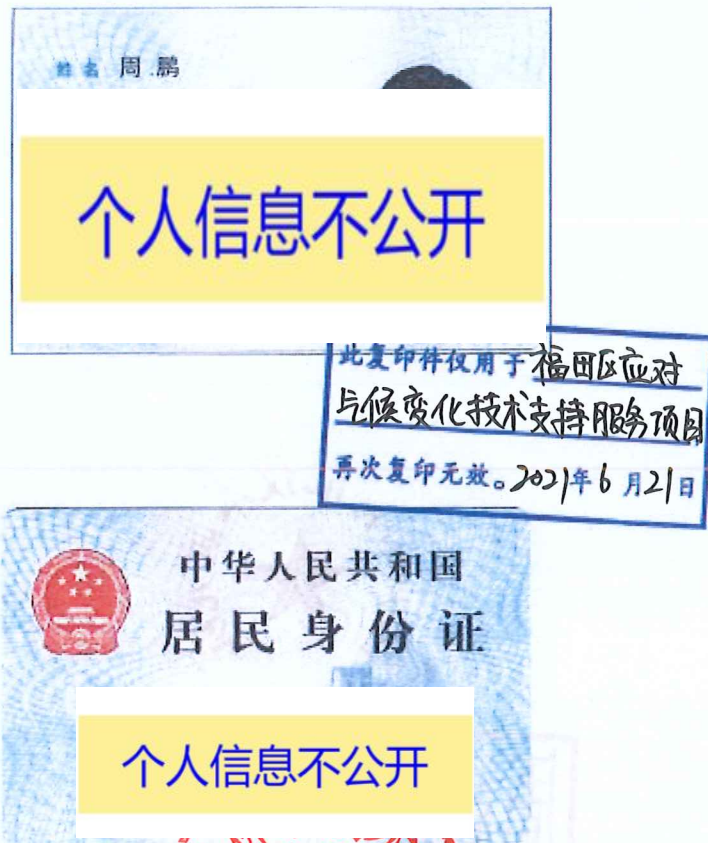 姓名 周鹏
个人信息不公开
此复印件仅用于福田区应对
气候变化技术支持服务项目
再次复印无效。2021年6月21日
中华人民共和国
居民身份证
个人信息不公开